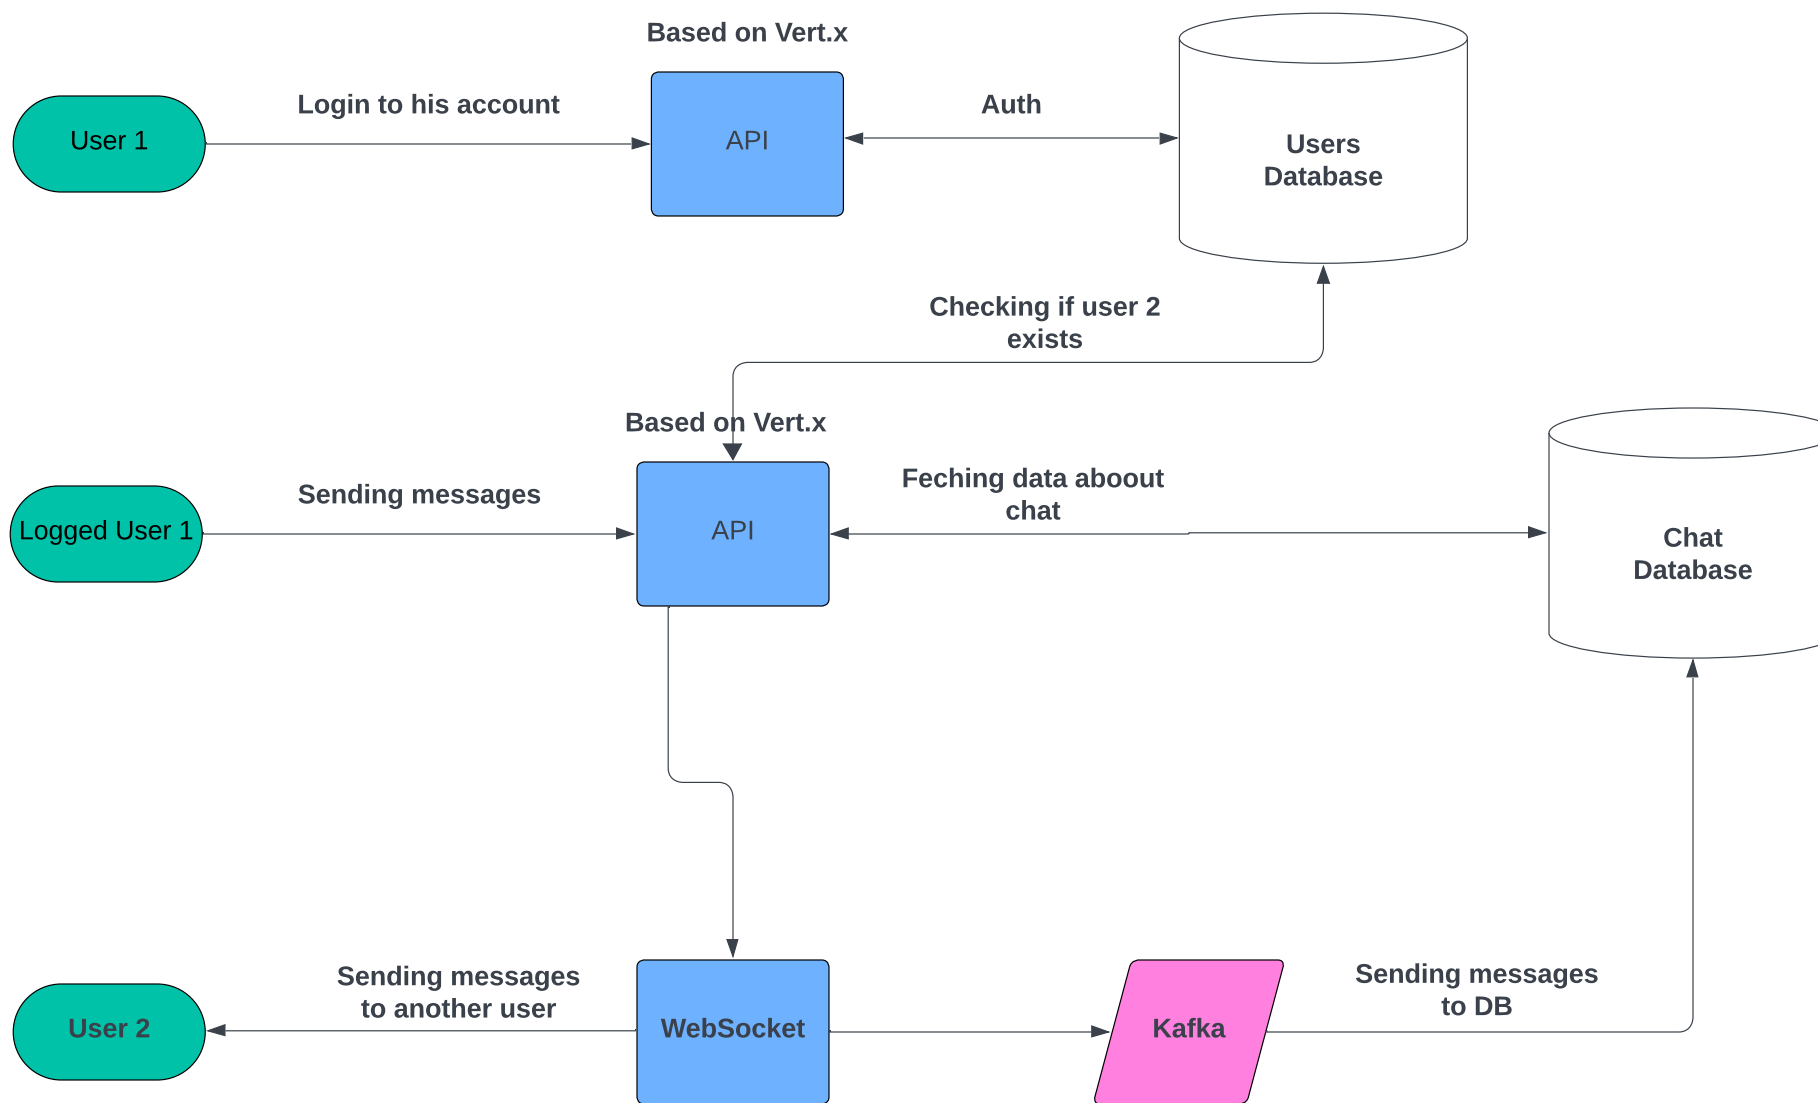 Based on Vert.x
User 1
Login to his account
API
Auth
Users
Database
Checking if user 2
exists
Based on Vert.x
Logged User 1
Sending messages
API
Feching data aboout
chat
Chat
Database
User 2
Sending messages
to another user
WebSocket
Kafka
Sending messages
to DB